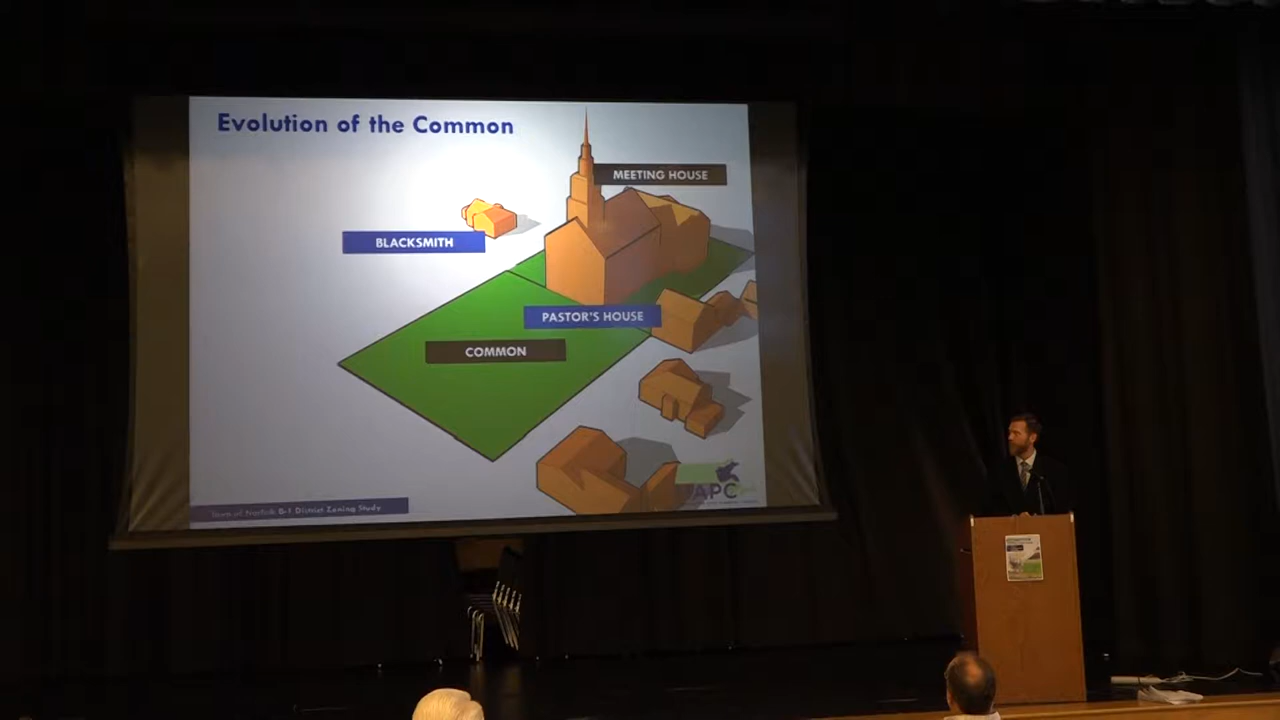 Evolution of the Common
MEETING HOUSE
BLACKSMITH
PASTOR'S HOUSE
COMMON
APC
Town of Norfolk B-1 District Zoning Study